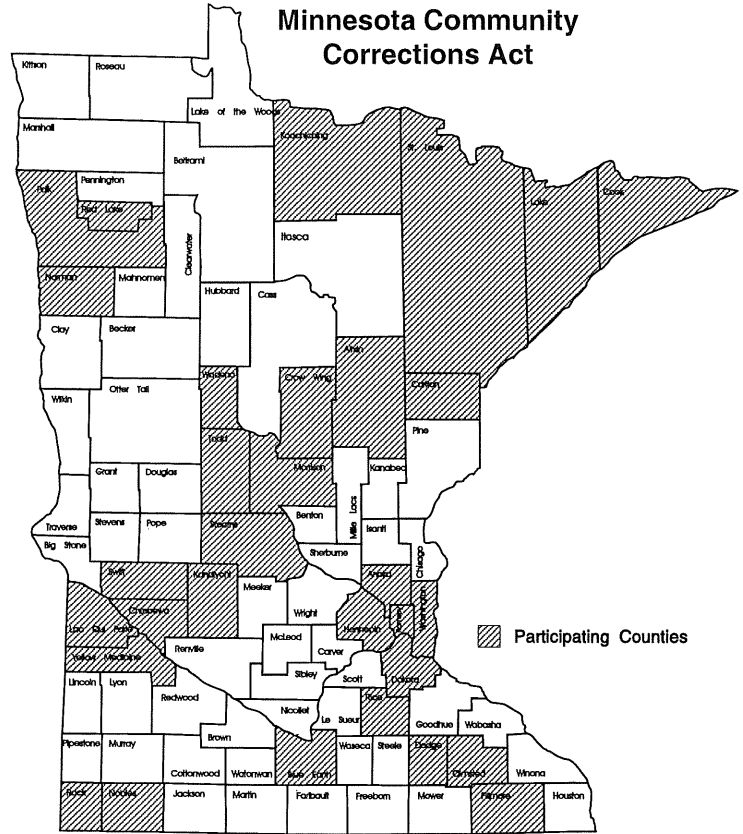 Minnesota Community
Corrections Act
Kittson
Roseau
Lake of the Woods
Marshall
Koochiching
St. Louis
Beltrami
Pennington
Polk
Red Lake
Lake
Cook
Clearwater
Itasca
Norman
Mahnomen
Hubbard
Cass
Clay
Becker
Aitkin
Wadena
Crow Wing
Carlton
Wilkin
Otter Tail
Pine
Todd
Morrison
Kanabec
Grant
Douglas
Mille Lacs
Benton
Traverse
Stevens
Pope
Stearns
Isanti
Big Stone
Sherburne
Chisago
Swift
Kandiyohi
Anoka
Meeker
Chippewa
Wright
Ramsey
Washington
Lac Qui Parle
Hennepin
McLeod
Participating Counties
Renville
Carver
Yellow Medicine
Sibley
Scott
Dakota
Lincoln
Lyon
Redwood
Rice
Nicollet
Le Sueur
Goodhue
Wabasha
Brown
Pipestone
Murray
Waseca
Steele
Dodge
Cottonwood
Watonwan
Blue Earth
Olmsted
Winona
Rock
Nobles
Jackson
Martin
Faribault
Freeborn
Mower
Fillmore
Houston